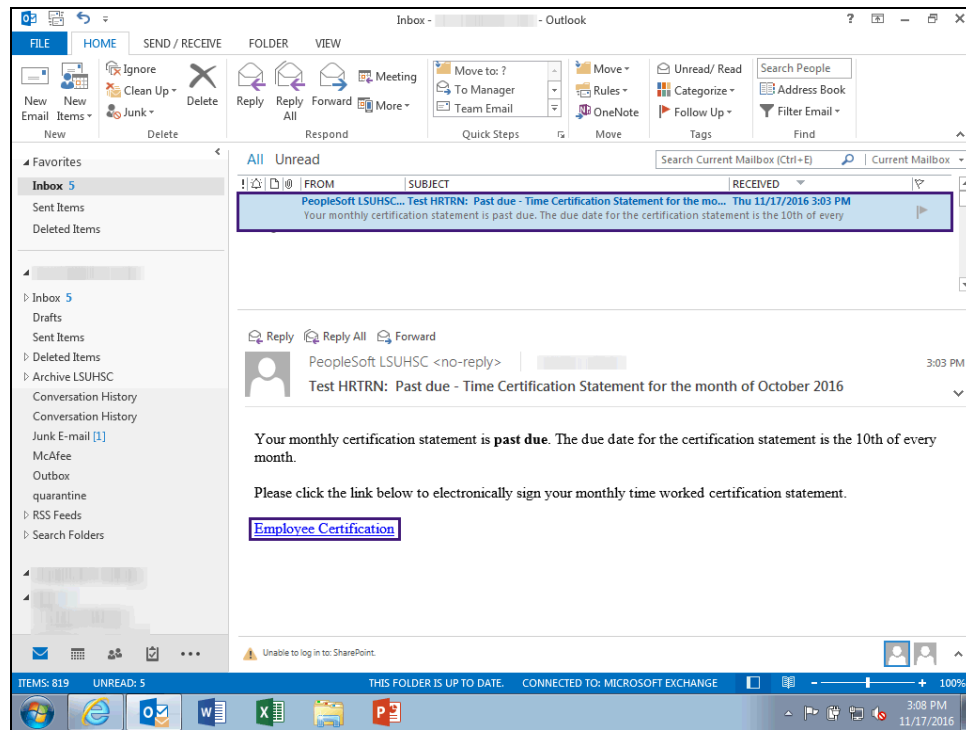 Inbox - - Outlook
FILE HOME SEND / RECEIVE FOLDER VIEW
New Email
New Items
Ignore
Clean Up
Junk
Delete
Reply
Reply All
Forward
Meeting
More
Move to: ?
To Manager
Team Email
Move
Rules
OneNote
Unread/ Read
Categorize
Follow Up
Search People
Address Book
Filter Email
New Delete Respond Quick Steps Move Tags Find
Favorites
Inbox 5
Sent Items
Deleted Items
Inbox 5
Drafts
Sent Items
Deleted Items
Archive LSUHSC
Conversation History
Conversation History
Junk E-mail [1]
McAfee
Outbox
quarantine
RSS Feeds
Search Folders
All Unread
Search Current Mailbox (Ctrl+E) Current Mailbox
! FROM SUBJECT RECEIVED
PeopleSoft LSUHSC... Test HRTRN: Past due - Time Certification Statement for the mo... Thu 11/17/2016 3:03 PM
Your monthly certification statement is past due. The due date for the certification statement is the 10th of every
Reply Reply All Forward
PeopleSoft LSUHSC <no-reply>
3:03 PM
Test HRTRN: Past due - Time Certification Statement for the month of October 2016
Your monthly certification statement is past due. The due date for the certification statement is the 10th of every
month.
Please click the link below to electronically sign your monthly time worked certification statement.
Employee Certification
Unable to log in to: SharePoint.
ITEMS: 819 UNREAD: 5 THIS FOLDER IS UP TO DATE. CONNECTED TO: MICROSOFT EXCHANGE 100%
3:08 PM
11/17/2016